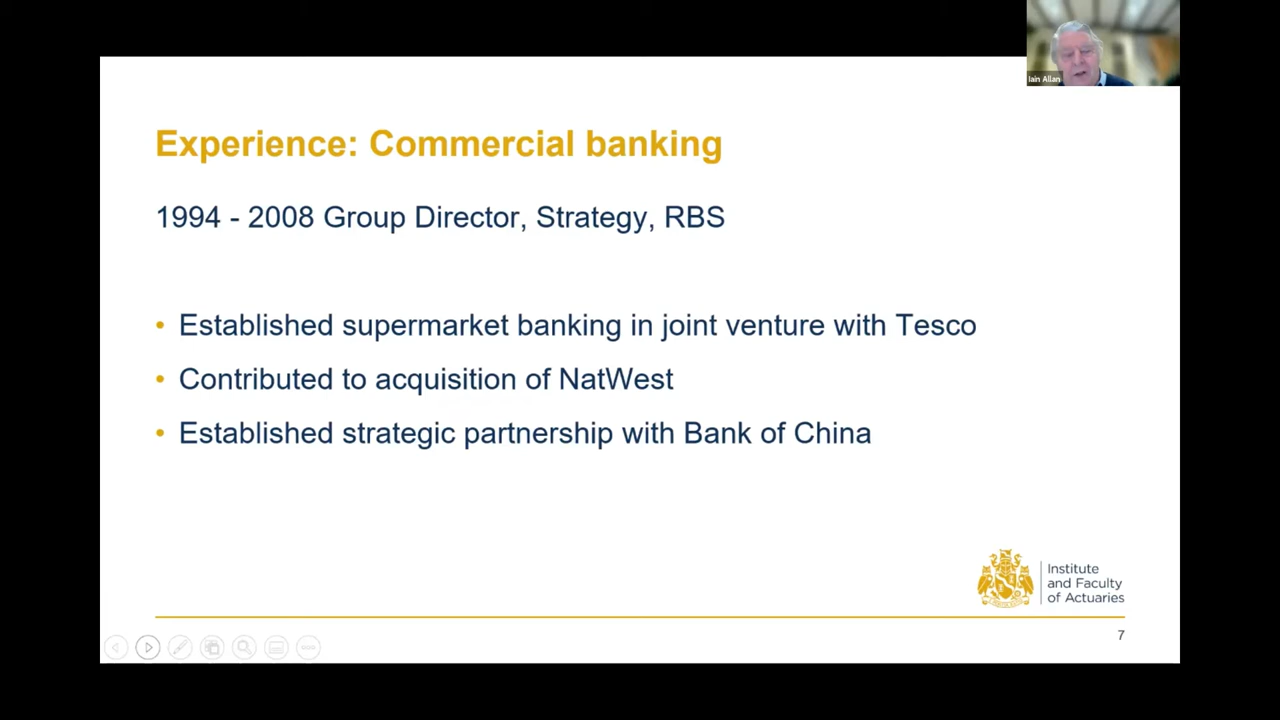 Iain Allan
Experience: Commercial banking
1994 - 2008 Group Director, Strategy, RBS
• Established supermarket banking in joint venture with Tesco
• Contributed to acquisition of NatWest
• Established strategic partnership with Bank of China
Institute
and Faculty
of Actuaries
7